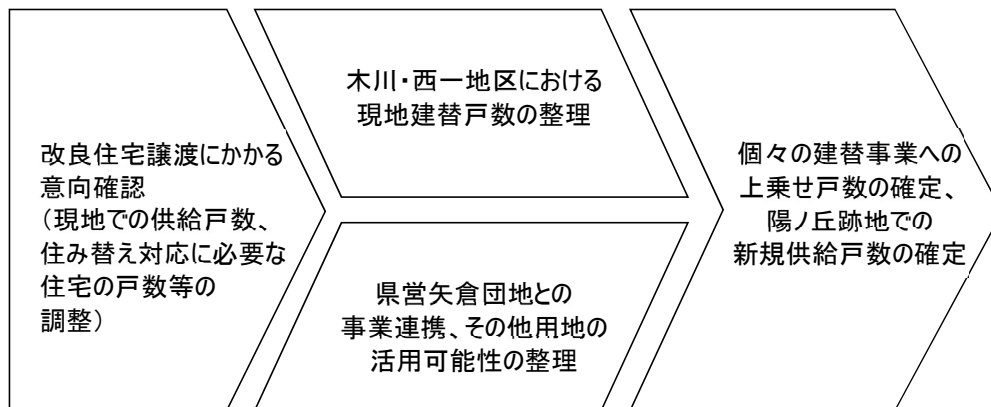 改良住宅譲渡にかかる
意向確認
（現地での供給戸数、
住み替え対応に必要な
住宅の戸数等の
調整）
木川・西一地区における
現地建替戸数の整理
県営矢倉団地との
事業連携、その他用地の
活用可能性の整理
個々の建替事業への
上乗せ戸数の確定、
陽ノ丘跡地での
新規供給戸数の確定